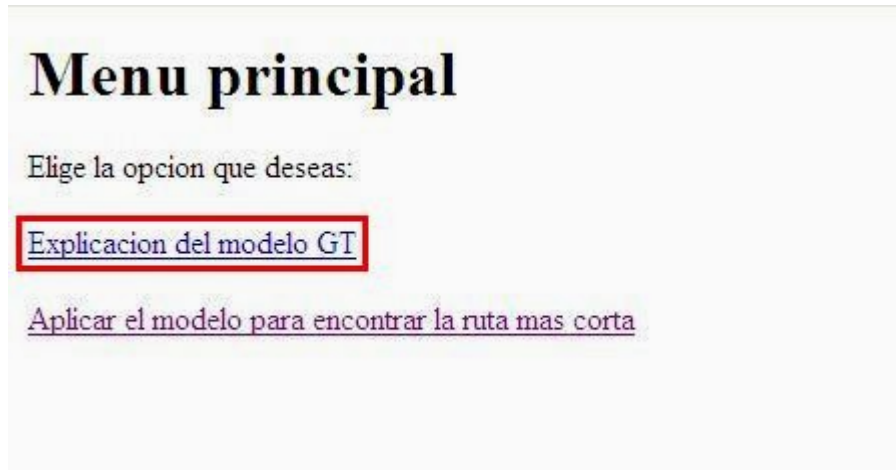 Menu principal
Elige la opcion que deseas:
Explicacion del modelo GT
Aplicar el modelo para encontrar la ruta mas corta